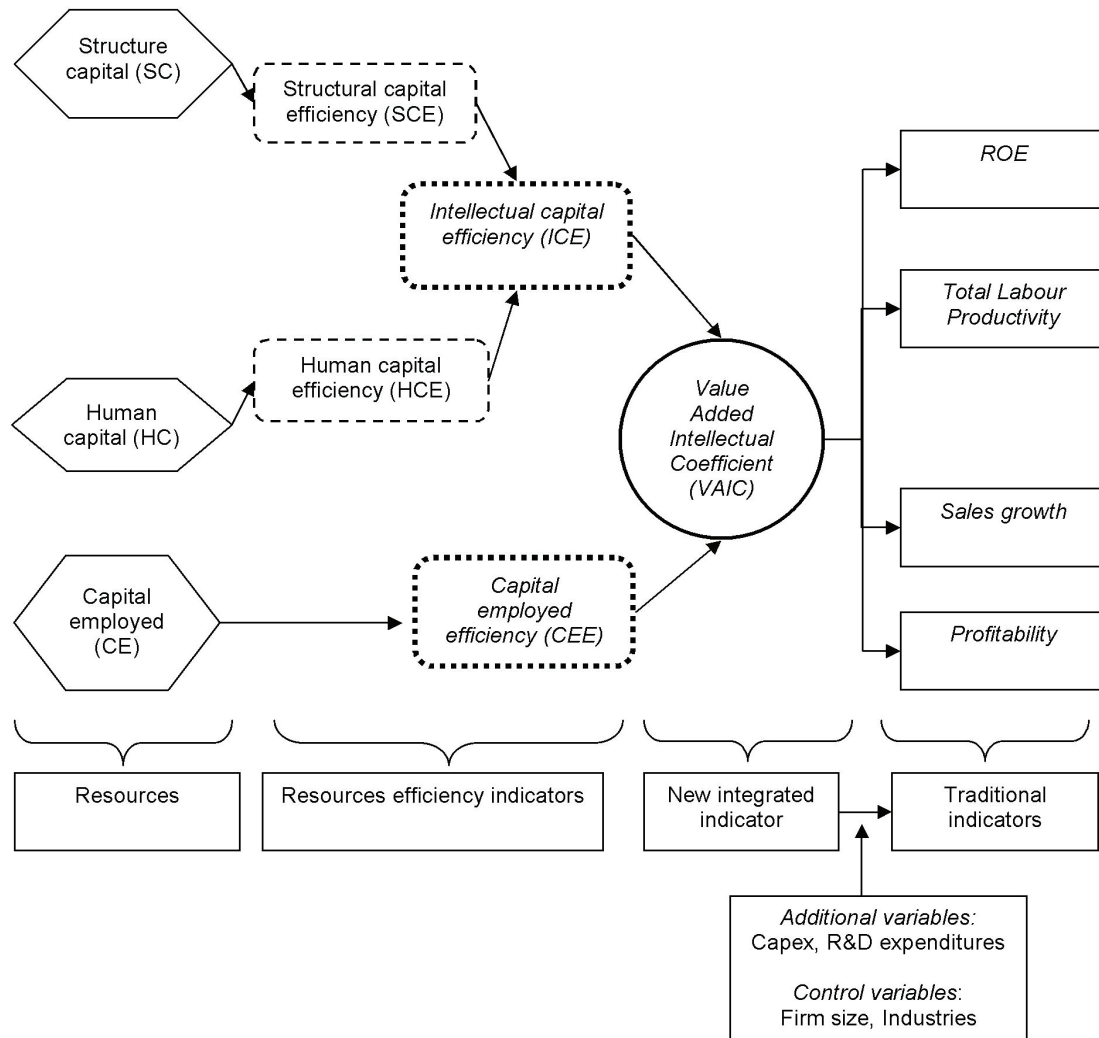 Structure
capital (SC)
Structural capital
efficiency (SCE)
Intellectual capital
efficiency (ICE)
Human capital
efficiency (HCE)
Human
capital (HC)
Capital
employed
(CE)
Capital
employed
efficiency (CEE)
Value
Added
Intellectual
Coefficient
(VAIC)
ROE
Total Labour
Productivity
Sales growth
Profitability
Resources
Resources efficiency indicators
New integrated
indicator
Traditional
indicators
Additional variables:
Capex, R&D expenditures
Control variables:
Firm size, Industries